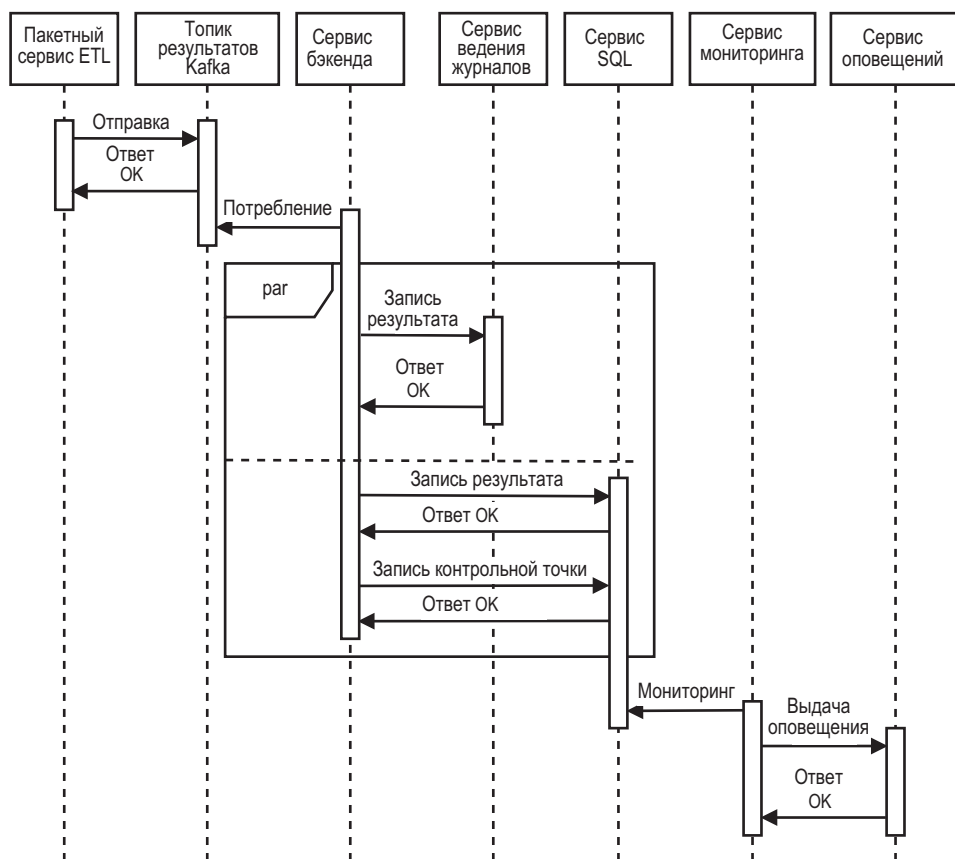 Пакетный
сервис ETL
Топик
результатов
Kafka
Сервис
бэкенда
Сервис
ведения
журналов
Сервис
SQL
Сервис
мониторинга
Сервис
оповещений
Отправка
Ответ
OK
Потребление
par
Запись
результата
Ответ
OK
Запись результата
Ответ OK
Запись контрольной точки
Ответ OK
Мониторинг
Выдача
оповещения
Ответ
OK